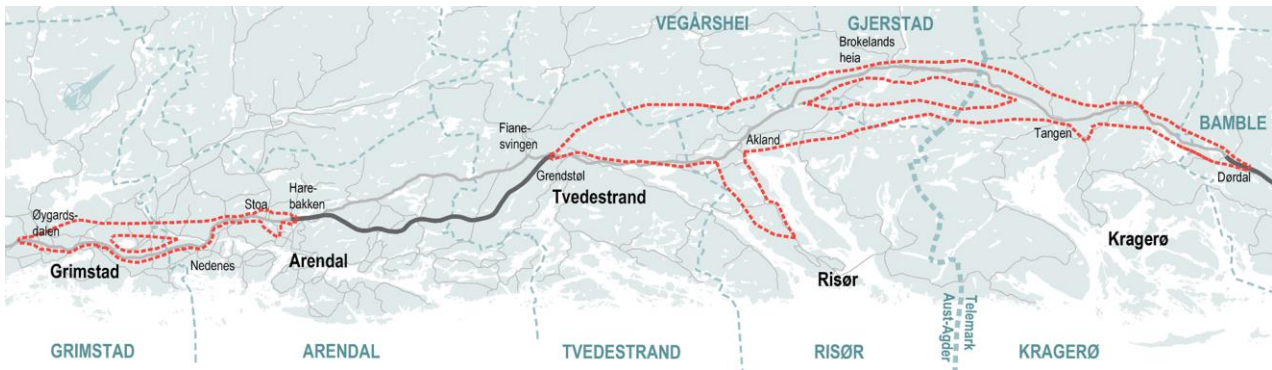 VEGÅRSHEI
GJERSTAD
Brokelands
heia
Fiane-
svingen
Akland
Tangen
BAMBLE
Dørdal
Grendstøl
Tvedestrand
Hare-
bakken
Stoa
Øygards-
dalen
Grimstad
Nedenes
Arendal
Risør
Kragerø
Telemark
Aust-Agder
GRIMSTAD
ARENDAL
TVEDESTRAND
RISØR
KRAGERØ